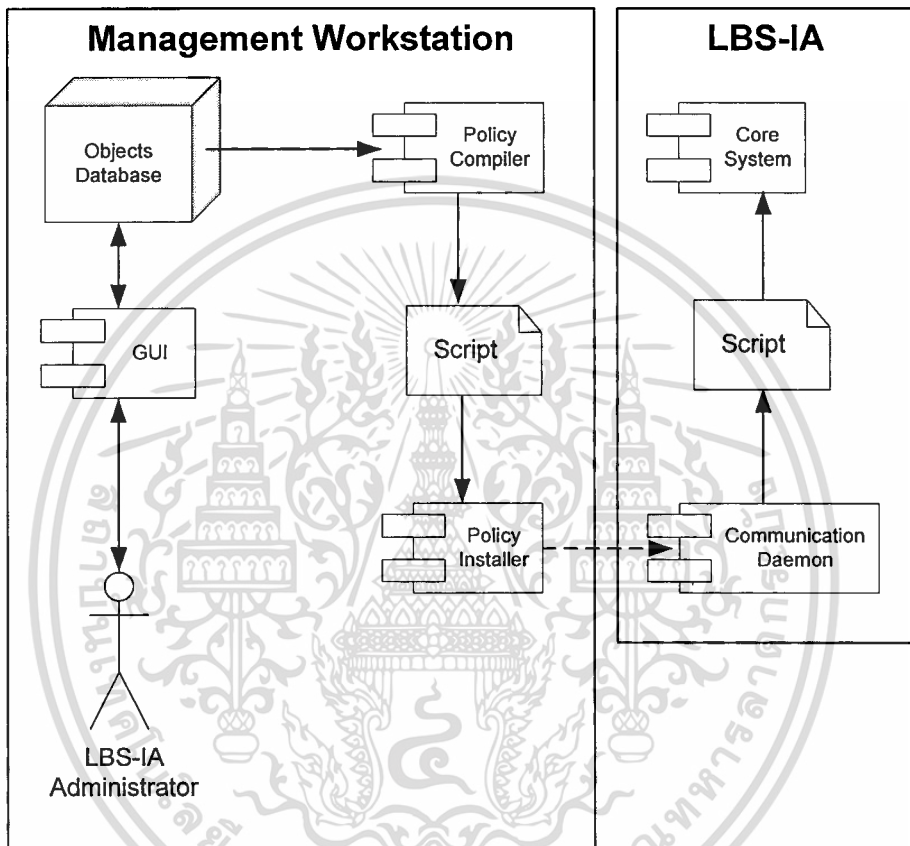 Management Workstation
Objects
Database
Policy
Compiler
GUI
Script
Policy
Installer
LBS-IA
Administrator
LBS-IA
Core
System
Script
Communication
Daemon